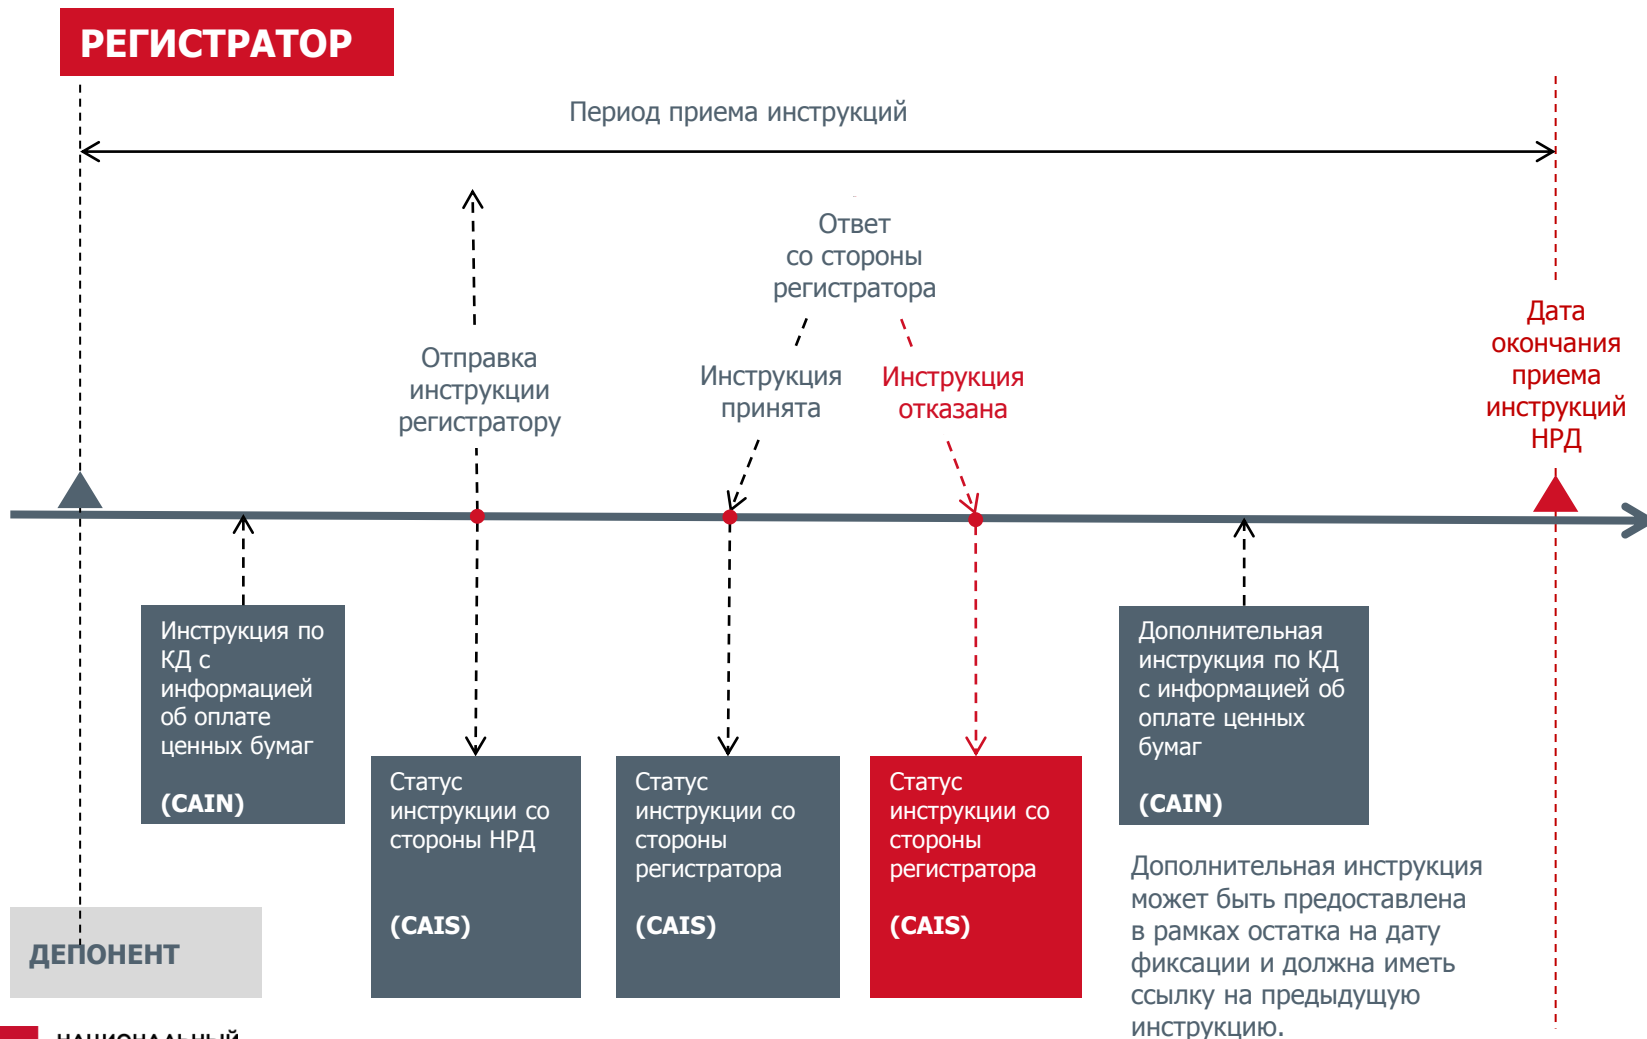 РЕГИСТРАТОР
Период приема инструкций
Ответ
со стороны
регистратора
Дата
окончания
приема
инструкций
НРД
Отправка
инструкции
регистратору
Инструкция
принята
Инструкция
отказана
Инструкция по
КД с
информацией
об оплате
ценных бумаг
(CAIN)
Статус
инструкции со
стороны НРД
(CAIS)
Статус
инструкции со
стороны
регистратора
(CAIS)
Статус
инструкции со
стороны
регистратора
(CAIS)
Дополнительная
инструкция по КД
с информацией об
оплате ценных
бумаг
(CAIN)
Дополнительная инструкция
может быть предоставлена
в рамках остатка на дату
фиксации и должна иметь
ссылку на предыдущую
инструкцию.
ДЕПОНЕНТ
НАЦИОНАЛЬНЫЙ